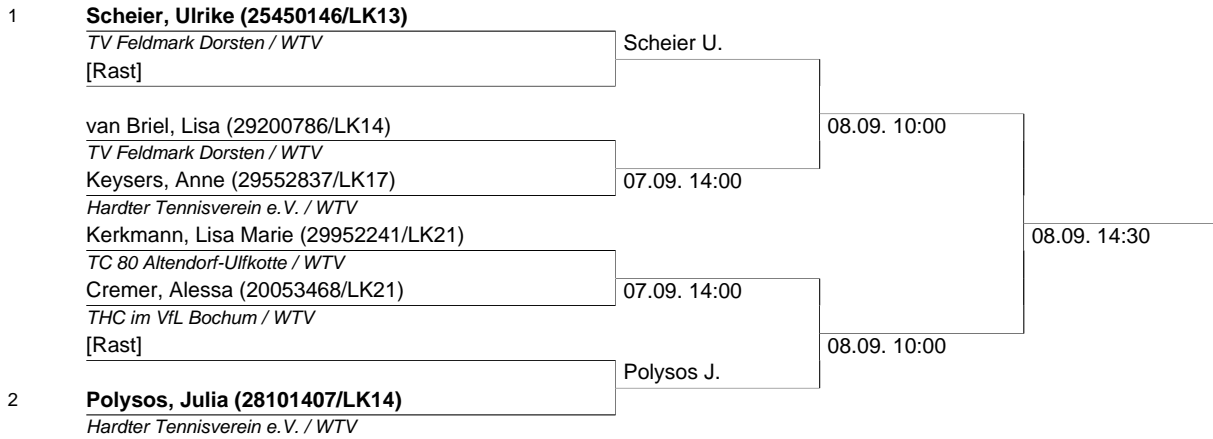 1 Scheier, Ulrike (25450146/LK13)
TV Feldmark Dorsten / WTV
Scheier U.
[Rast]
van Briel, Lisa (29200786/LK14)
08.09. 10:00
TV Feldmark Dorsten / WTV
Keysers, Anne (29552837/LK17)
07.09. 14:00
Hardter Tennisverein e.V. / WTV
Kerkmann, Lisa Marie (29952241/LK21)
08.09. 14:30
TC 80 Altendorf-Ulfkotte / WTV
Cremer, Alessa (20053468/LK21)
07.09. 14:00
THC im VfL Bochum / WTV
[Rast]
08.09. 10:00
Polysos J.
2 Polysos, Julia (28101407/LK14)
Hardter Tennisverein e.V. / WTV